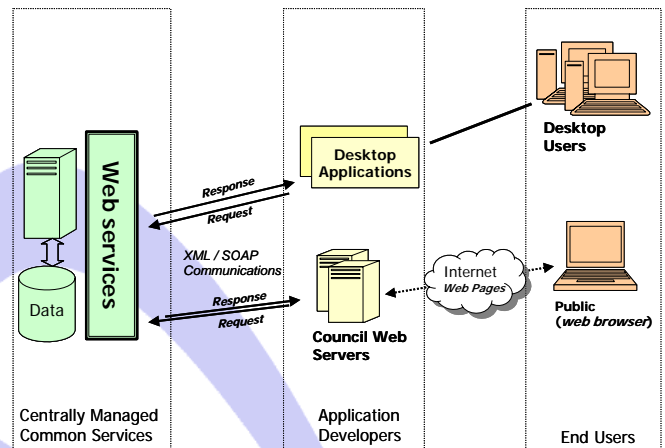 Web services
Data
Response
Request
XML / SOAP
Communications
Response
Request
Centrally Managed
Common Services
Desktop
Applications
Council Web
Servers
Application
Developers
Internet
Web Pages
Desktop
Users
Public
(web browser)
End Users